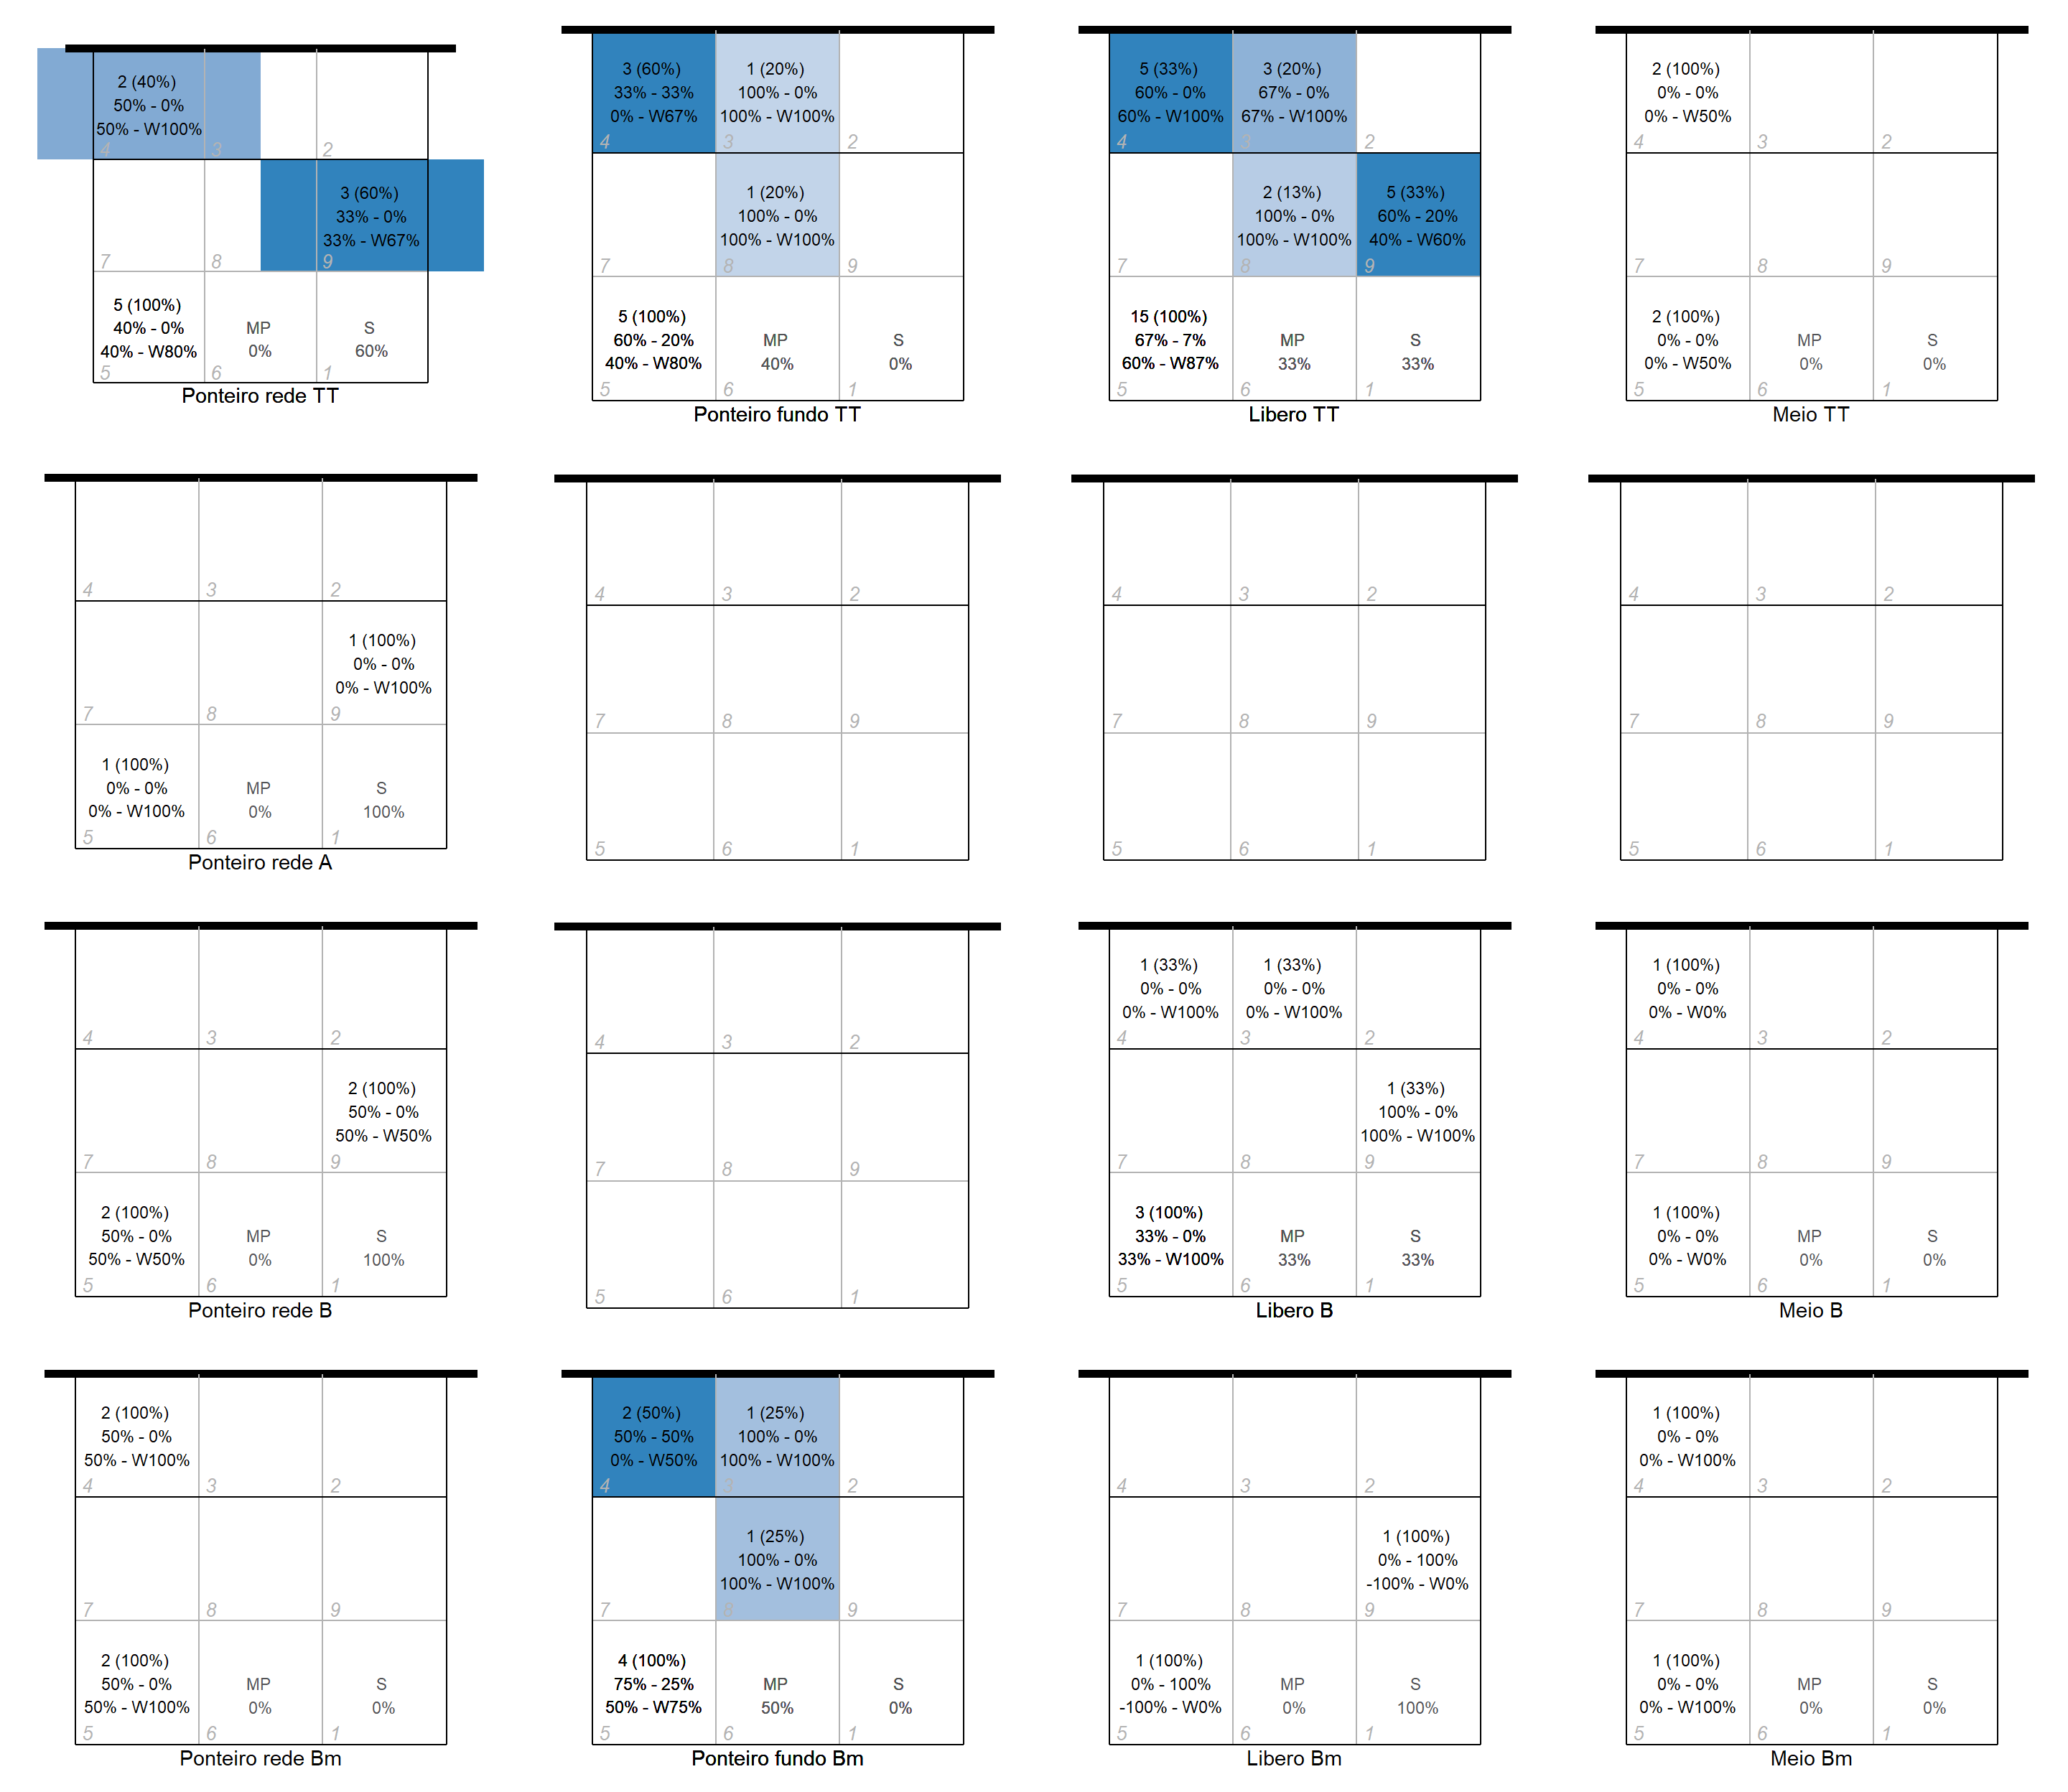 2 (40%)
50% - 0%
50% - W100%
4 3 2
3 (60%)
33% - 0%
33% - W67%
7 8 9
5 (100%)
40% - 0% MP S
40% - W80% 0% 60%
5 6 1
Ponteiro rede TT
3 (60%) 1 (20%)
33% - 33% 100% - 0%
0% - W67% 100% - W100%
4 3 2
1 (20%)
100% - 0%
100% - W100%
7 8 9
5 (100%)
60% - 20% MP S
40% - W80% 40% 0%
5 6 1
Ponteiro fundo TT
5 (33%) 3 (20%)
60% - 0% 67% - 0%
60% - W100% 67% - W100%
4 3 2
2 (13%) 5 (33%)
100% - 0% 60% - 20%
100% - W100% 40% - W60%
7 8 9
15 (100%)
67% - 7% MP S
60% - W87% 33% 33%
5 6 1
Libero TT
2 (100%)
0% - 0%
0% - W50%
4 3 2
7 8 9
2 (100%)
0% - 0% MP S
0% - W50% 0% 0%
5 6 1
Meio TT
4 3 2
1 (100%)
0% - 0%
0% - W100%
7 8 9
1 (100%)
0% - 0% MP S
0% - W100% 0% 100%
5 6 1
Ponteiro rede A
4 3 2
7 8 9
5 6 1
4 3 2
7 8 9
5 6 1
4 3 2
7 8 9
5 6 1
4 3 2
2 (100%)
50% - 0%
50% - W50%
7 8 9
2 (100%)
50% - 0% MP S
50% - W50% 0% 100%
5 6 1
Ponteiro rede B
4 3 2
7 8 9
5 6 1
1 (33%) 1 (33%)
0% - 0% 0% - 0%
0% - W100% 0% - W100%
4 3 2
1 (33%)
100% - 0%
100% - W100%
7 8 9
3 (100%)
33% - 0% MP S
33% - W100% 33% 33%
5 6 1
Libero B
1 (100%)
0% - 0%
0% - W0%
4 3 2
7 8 9
1 (100%)
0% - 0% MP S
0% - W0% 0% 0%
5 6 1
Meio B
2 (100%)
50% - 0%
50% - W100%
4 3 2
7 8 9
2 (100%)
50% - 0% MP S
50% - W100% 0% 0%
5 6 1
Ponteiro rede Bm
2 (50%) 1 (25%)
50% - 50% 100% - 0%
0% - W50% 100% - W100%
4 3 2
1 (25%)
100% - 0%
100% - W100%
7 8 9
4 (100%)
75% - 25% MP S
50% - W75% 50% 0%
5 6 1
Ponteiro fundo Bm
4 3 2
1 (100%)
0% - 100%
-100% - W0%
7 8 9
1 (100%)
0% - 100% MP S
-100% - W0% 0% 100%
5 6 1
Libero Bm
1 (100%)
0% - 0%
0% - W100%
4 3 2
7 8 9
1 (100%)
0% - 0% MP S
0% - W100% 0% 0%
5 6 1
Meio Bm